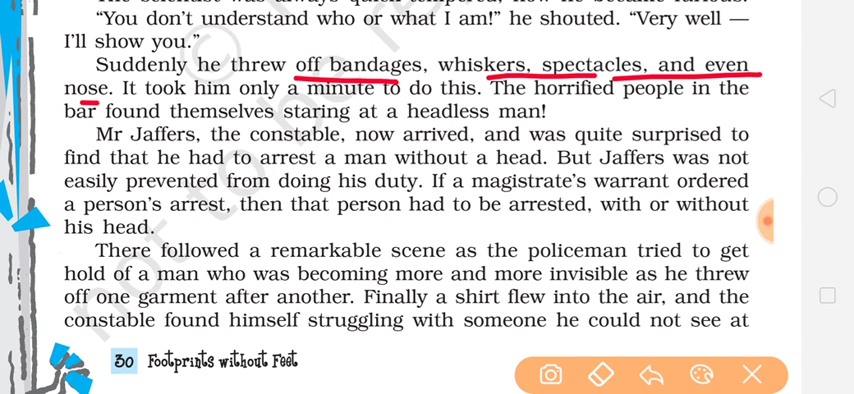 "You don't understand who or what I am!" he shouted. "Very well —
I'll show you."
Suddenly he threw off bandages, whiskers, spectacles, and even
nose. It took him only a minute to do this. The horrified people in the
bar found themselves staring at a headless man!
Mr Jaffers, the constable, now arrived, and was quite surprised to
find that he had to arrest a man without a head. But Jaffers was not
easily prevented from doing his duty. If a magistrate's warrant ordered
a person's arrest, then that person had to be arrested, with or without
his head.
There followed a remarkable scene as the policeman tried to get
hold of a man who was becoming more and more invisible as he threw
off one garment after another. Finally a shirt flew into the air, and the
constable found himself struggling with someone he could not see at
30 Footprints without Feet
not to be
©